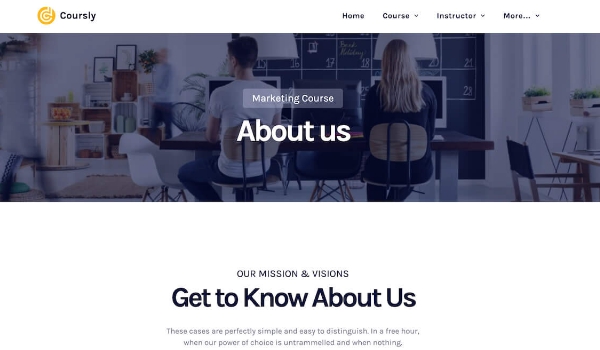 Coursly
Home Course Instructor More...
Marketing Course
About us
OUR MISSION & VISIONS
Get to Know About Us
These cases are perfectly simple and easy to distinguish. In a free hour,
when our power of choice is untrammelled and when nothing.